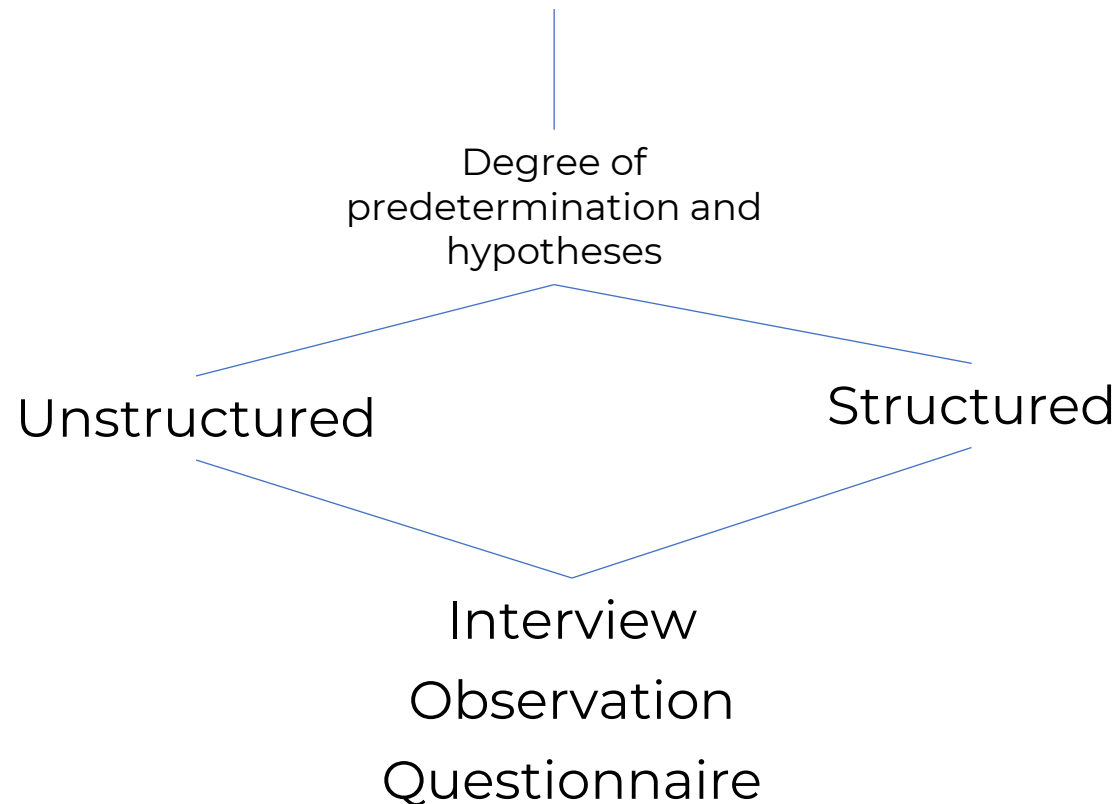 Degree of
predetermination and
hypotheses
Unstructured
Structured
Interview
Observation
Questionnaire